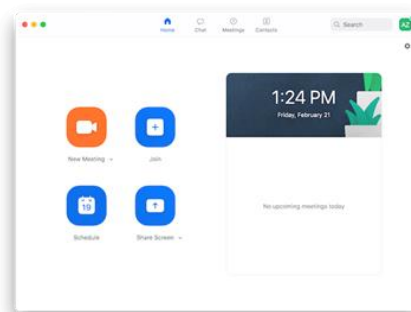 Home
Chat
Meetings
Contacts
Search
AZ
1:24 PM
Friday, February 21
New Meeting
Join
19
Schedule
Share Screen
No upcoming meetings today